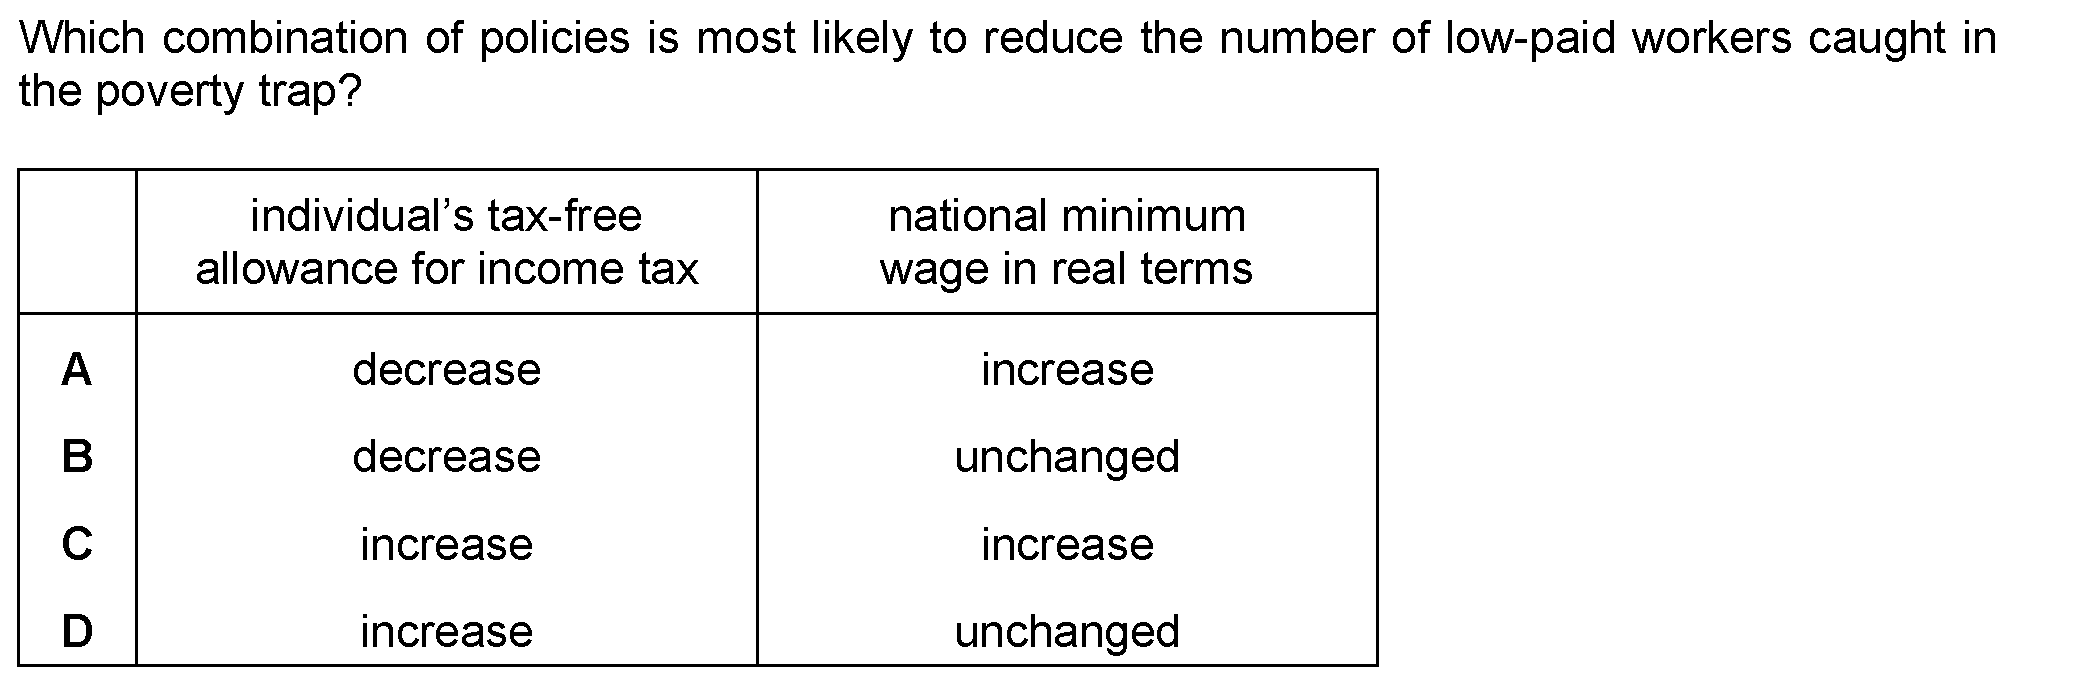 Which combination of policies is most likely to reduce the number of low-paid workers caught in
the poverty trap?
individual’s tax-free
allowance for income tax
national minimum
wage in real terms
A decrease increase
B decrease unchanged
C increase increase
D increase unchanged